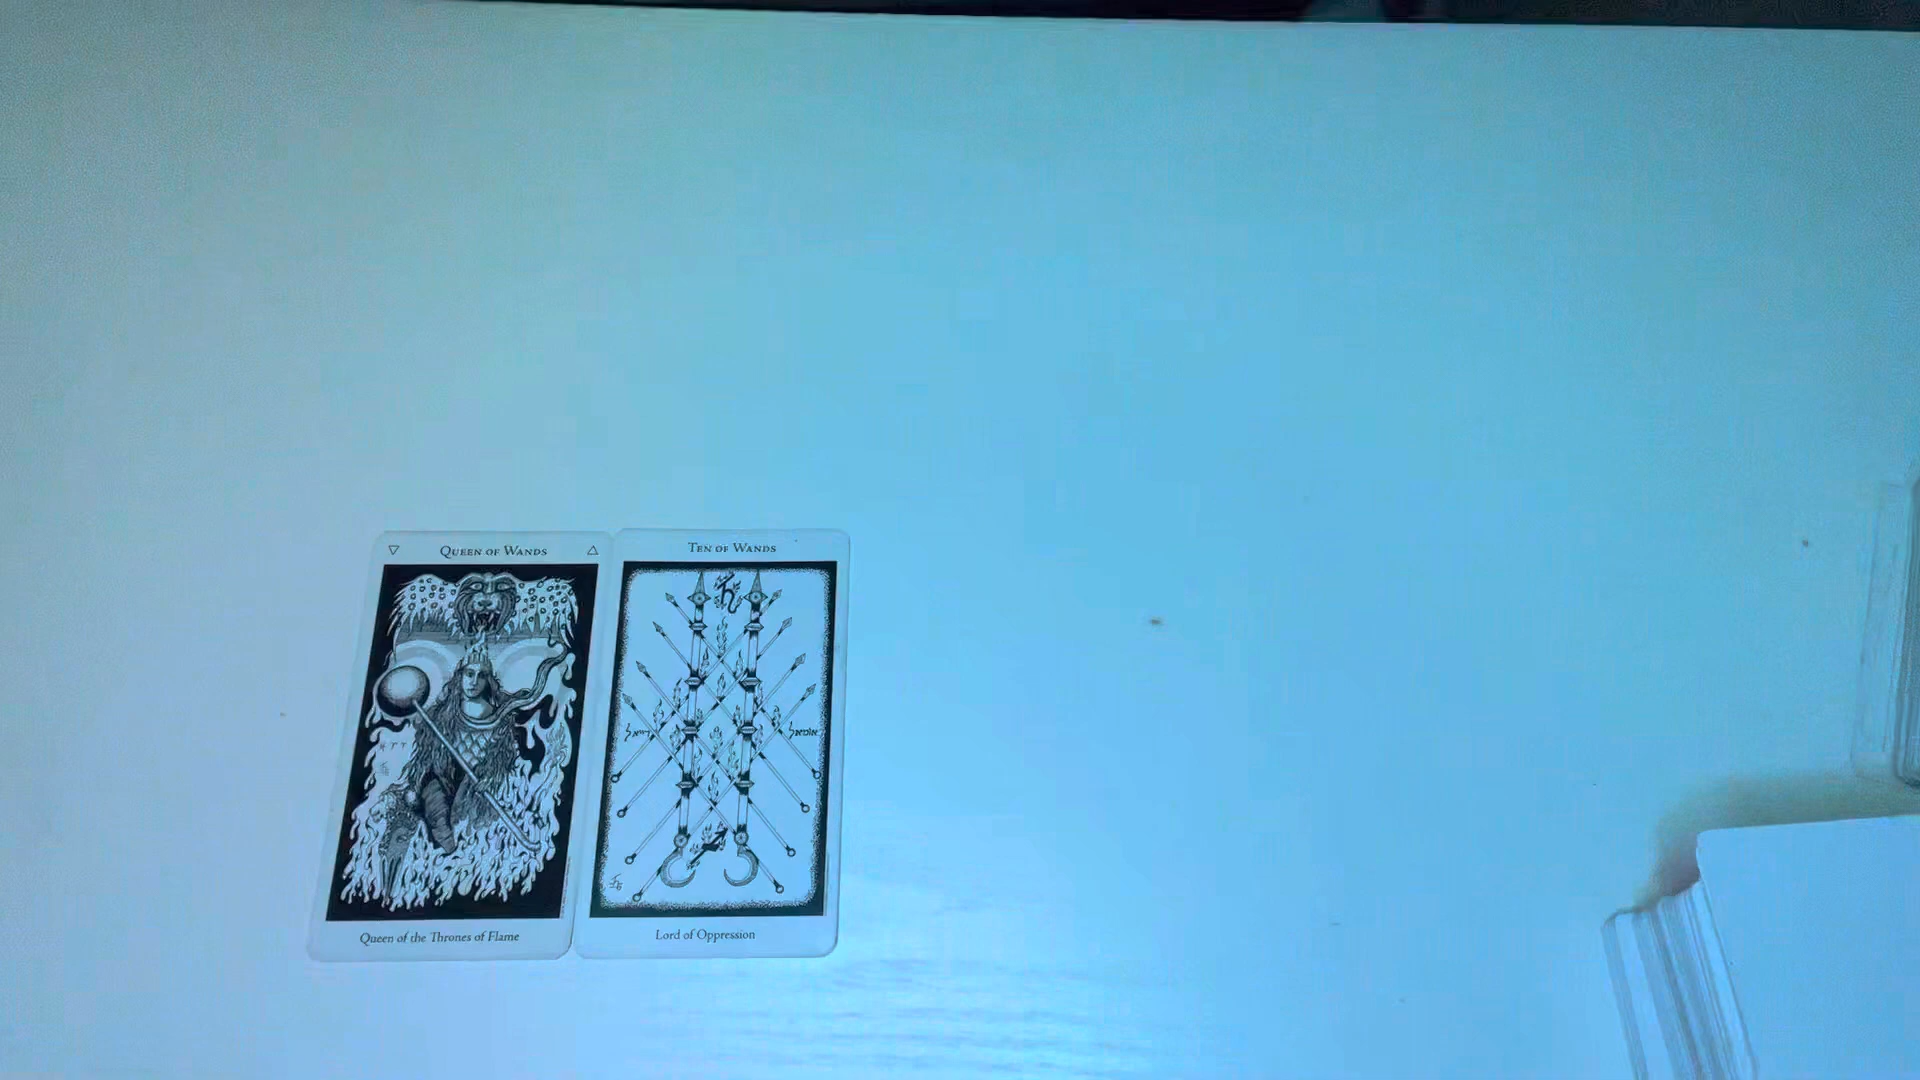 Queen of Wands
Queen of the Thrones of Flame
Ten of Wands
Lord of Oppression